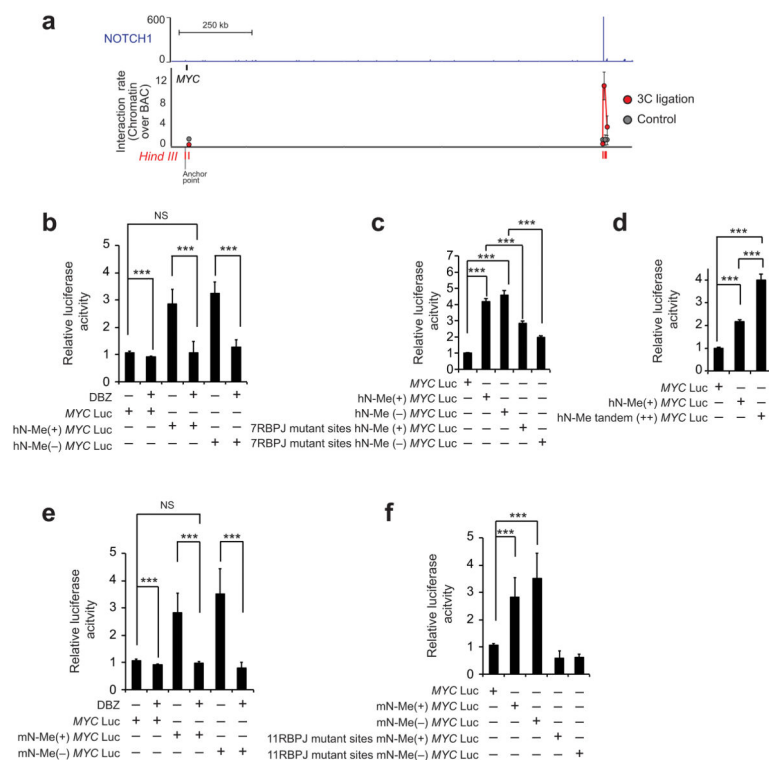 a
600
NOTCH1
250 kb
0
MYC
12
8
4
0
Interaction rate
(Chromatin
over BAC)
3C ligation
Control
Hind III
Anchor
point
b
NS
***
***
***
5
4
3
2
1
0
Relative luciferase
acitvity
DBZ
− + − + − +
MYC Luc
+ + − − − −
hN-Me(+) MYC Luc
− − + + − −
hN-Me(−) MYC Luc
− − − − + +
c
***
***
***
***
7
6
5
4
3
2
1
0
Relative luciferase
acitvity
MYC Luc
+ − − − −
hN-Me(+) MYC Luc
− + − − −
hN-Me (−) MYC Luc
− − + − −
7RBPJ mutant sites hN-Me (+) MYC Luc
− − − + −
7RBPJ mutant sites hN-Me (−) MYC Luc
− − − − +
d
***
***
***
4
3
2
1
0
Relative luciferase
acitvity
MYC Luc
+ − −
hN-Me(+) MYC Luc
− + −
hN-Me tandem (++) MYC Luc
− − +
e
NS
***
***
***
5
4
3
2
1
0
Relative luciferase
acitvity
DBZ
− + − + − +
MYC Luc
+ + − − − −
mN-Me(+) MYC Luc
− − + + − −
mN-Me(−) MYC Luc
− − − − + +
f
***
***
5
4
3
2
1
0
Relative luciferase
acitvity
MYC Luc
+ − − − −
mN-Me(+) MYC Luc
− + − − −
mN-Me(−) MYC Luc
− − + − −
11RBPJ mutant sites mN-Me(+) MYC Luc
− − − + −
11RBPJ mutant sites mN-Me(−) MYC Luc
− − − − +